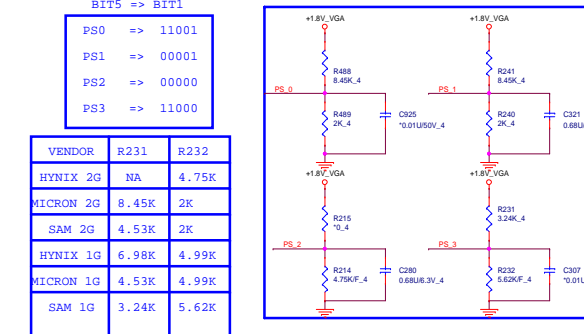 BIT5 => BIT1
PS0 => 11001
PS1 => 00001
PS2 => 00000
PS3 => 11000
VENDOR R231 R232
HYNIX 2G NA 4.75K
MICRON 2G 8.45K 2K
SAM 2G 4.53K 2K
HYNIX 1G 6.98K 4.99K
MICRON 1G 4.53K 4.99K
SAM 1G 3.24K 5.62K
+1.8V_VGA
R488
8.45K_4
PS_0
R489
2K_4
C925
*0.01U/50V_4
+1.8V_VGA
R241
8.45K_4
PS_1
R240
2K_4
C321
0.68U/
+1.8V_VGA
R215
*0_4
PS_2
R214
4.75K/F_4
C280
0.68U/6.3V_4
+1.8V_VGA
R231
3.24K_4
PS_3
R232
5.62K/F_4
C307
*0.01U